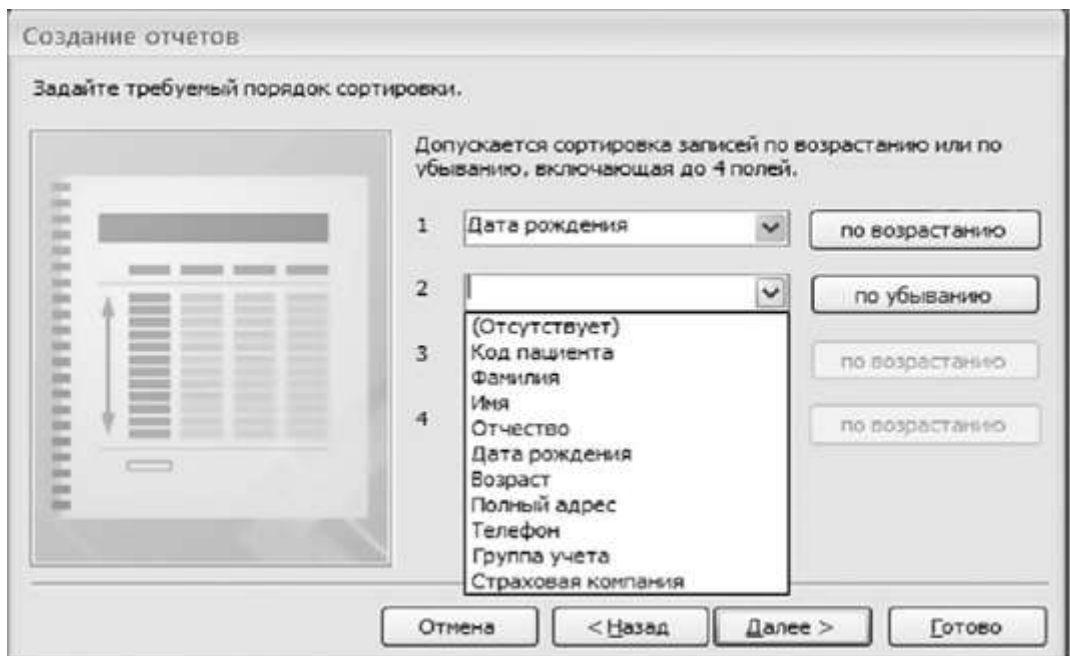 Создание отчетов
Задайте требуемый порядок сортировки.
Допускается сортировка записей по возрастанию или по
убыванию, включающая до 4 полей.
1 Дата рождения по возрастанию
2 по убыванию
(Отсутствует)
Код пациента
3 по возрастанию
Фамилия
Имя
4 по возрастанию
Отчество
Дата рождения
Возраст
Полный адрес
Телефон
Группа учета
Страховая компания
Отмена < Назад Далее > Готово